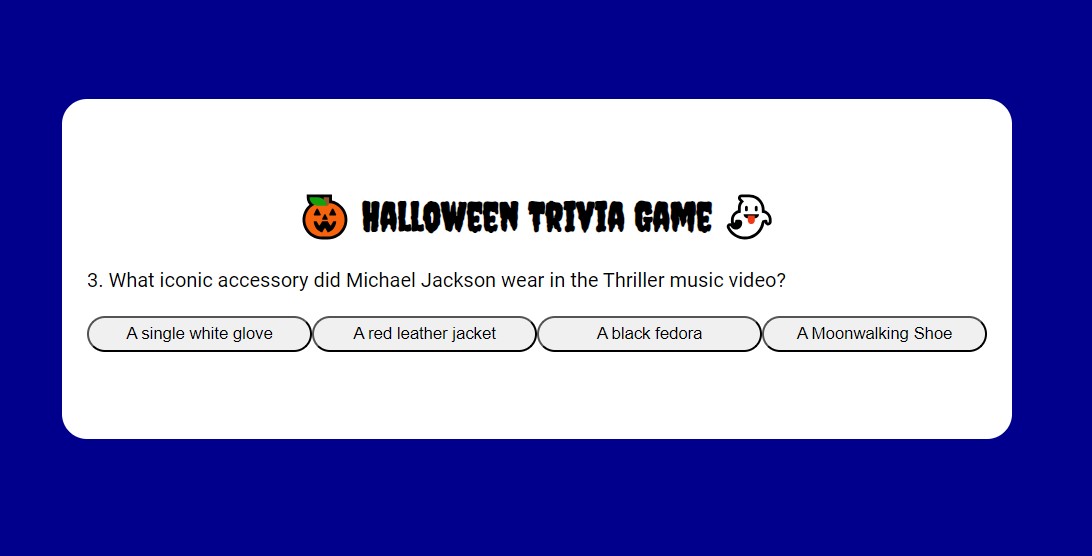 HALLOWEEN TRIVIA GAME
3. What iconic accessory did Michael Jackson wear in the Thriller music video?
A single white glove
A red leather jacket
A black fedora
A Moonwalking Shoe